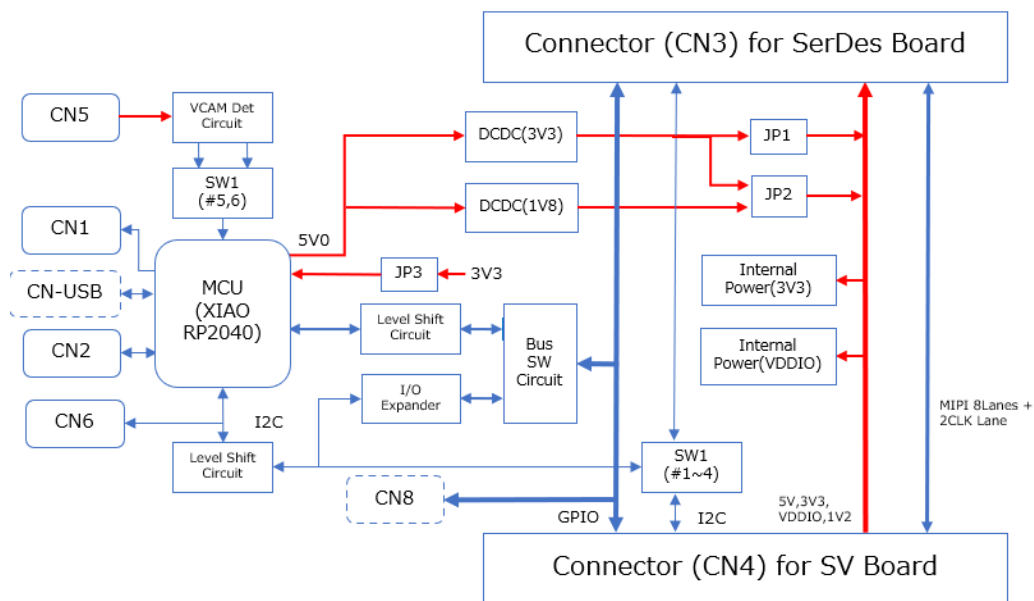 Connector (CN3) for SerDes Board
CN5
VCAM Det
Circuit
DCDC(3V3)
JP1
SW1
(#5,6)
JP2
DCDC(1V8)
CN1
5V0
MCU
(XIAO
RP2040)
JP3
3V3
Internal
Power(3V3)
CN-USB
Level Shift
Circuit
Bus
SW
Circuit
Internal
Power(VDDIO)
CN2
I/O
Expander
CN6
I2C
MIPI 8Lanes +
2CLK Lane
Level Shift
Circuit
SW1
(#1~4)
CN8
GPIO
I2C
5V,3V3,
VDDIO,1V2
Connector (CN4) for SV Board